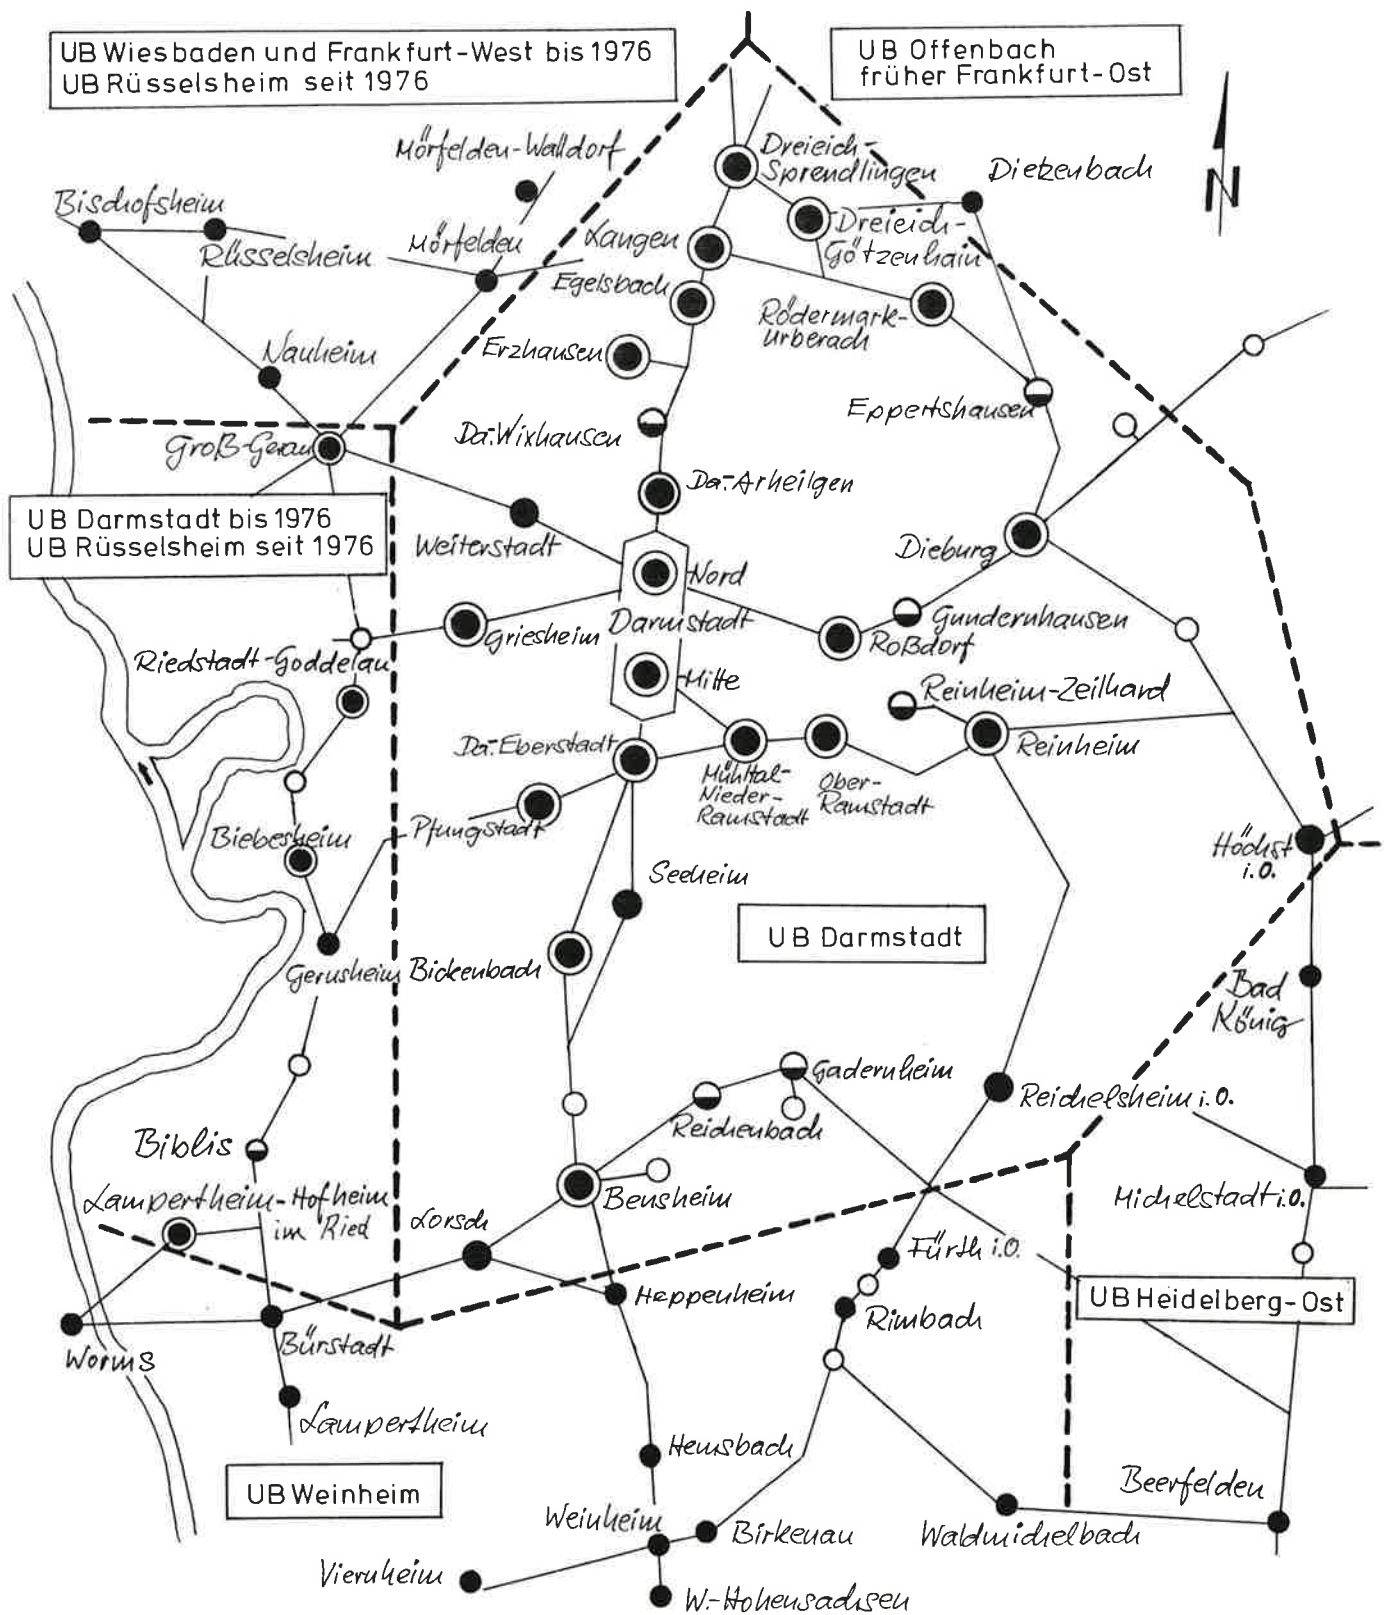 UB Wiesbaden und Frankfurt-West bis 1976
UB Rüsselsheim seit 1976
UB Offenbach
früher Frankfurt-Ost
N
Mörfelden-Walldorf
Dreieich-
Sprendlingen
Dietzenbach
Bischofsheim
Rüsselsheim
Mörfelden
Langen
Dreieich-
Götzenhain
Egelsbach
Rödermark-
Urberach
Erzhausen
Nauheim
Eppertshausen
Da.-Wixhausen
Groß-Gerau
Da.-Arheilgen
UB Darmstadt bis 1976
UB Rüsselsheim seit 1976
Weiterstadt
Dieburg
Nord
Darmstadt
Griesheim
Gundernhausen
Roßdorf
Riedstadt-Goddelau
Mitte
Reinheim-Zeilhard
Da.-Eberstadt
Reinheim
Mühltal-
Nieder-
Ramstadt
Ober-
Ramstadt
Pfungstadt
Biebesheim
Höchst
i.O.
Seeheim
UB Darmstadt
Gernsheim
Bickenbach
Bad
König
Gadernheim
Reichelsheim i.O.
Reichenbach
Biblis
Lampertheim-Hofheim
im Ried
Bensheim
Michelstadt i.O.
Lorsch
Fürth i.O.
Heppenheim
UB Heidelberg-Ost
Rimbach
Bürstadt
Worms
Lampertheim
Hemsbach
UB Weinheim
Beerfelden
Weinheim
Birkenau
Waldmichelbach
Viernheim
W.-Hohensachsen